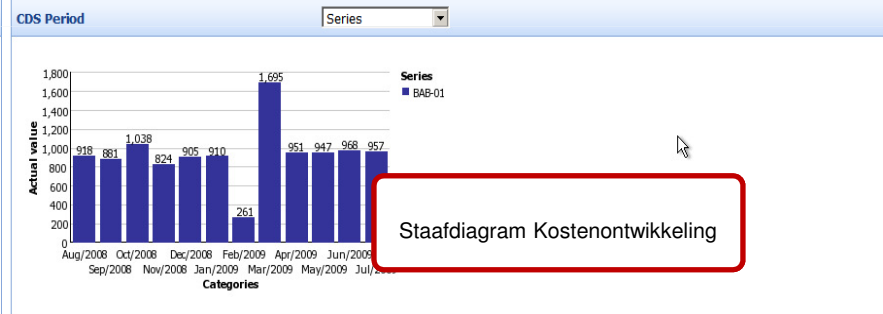 CDS Period
Series
1,800
1,600
1,400
1,200
1,000
800
600
400
200
0
Actual value
918 881 1,038 824 905 910 261 1,695 951 947 968 957
Aug/2008 Oct/2008 Dec/2008 Feb/2009 Apr/2009 Jun/2009
Sep/2008 Nov/2008 Jan/2009 Mar/2009 May/2009
Categories
Series
BAB-01
Staafdiagram Kostenontwikkeling